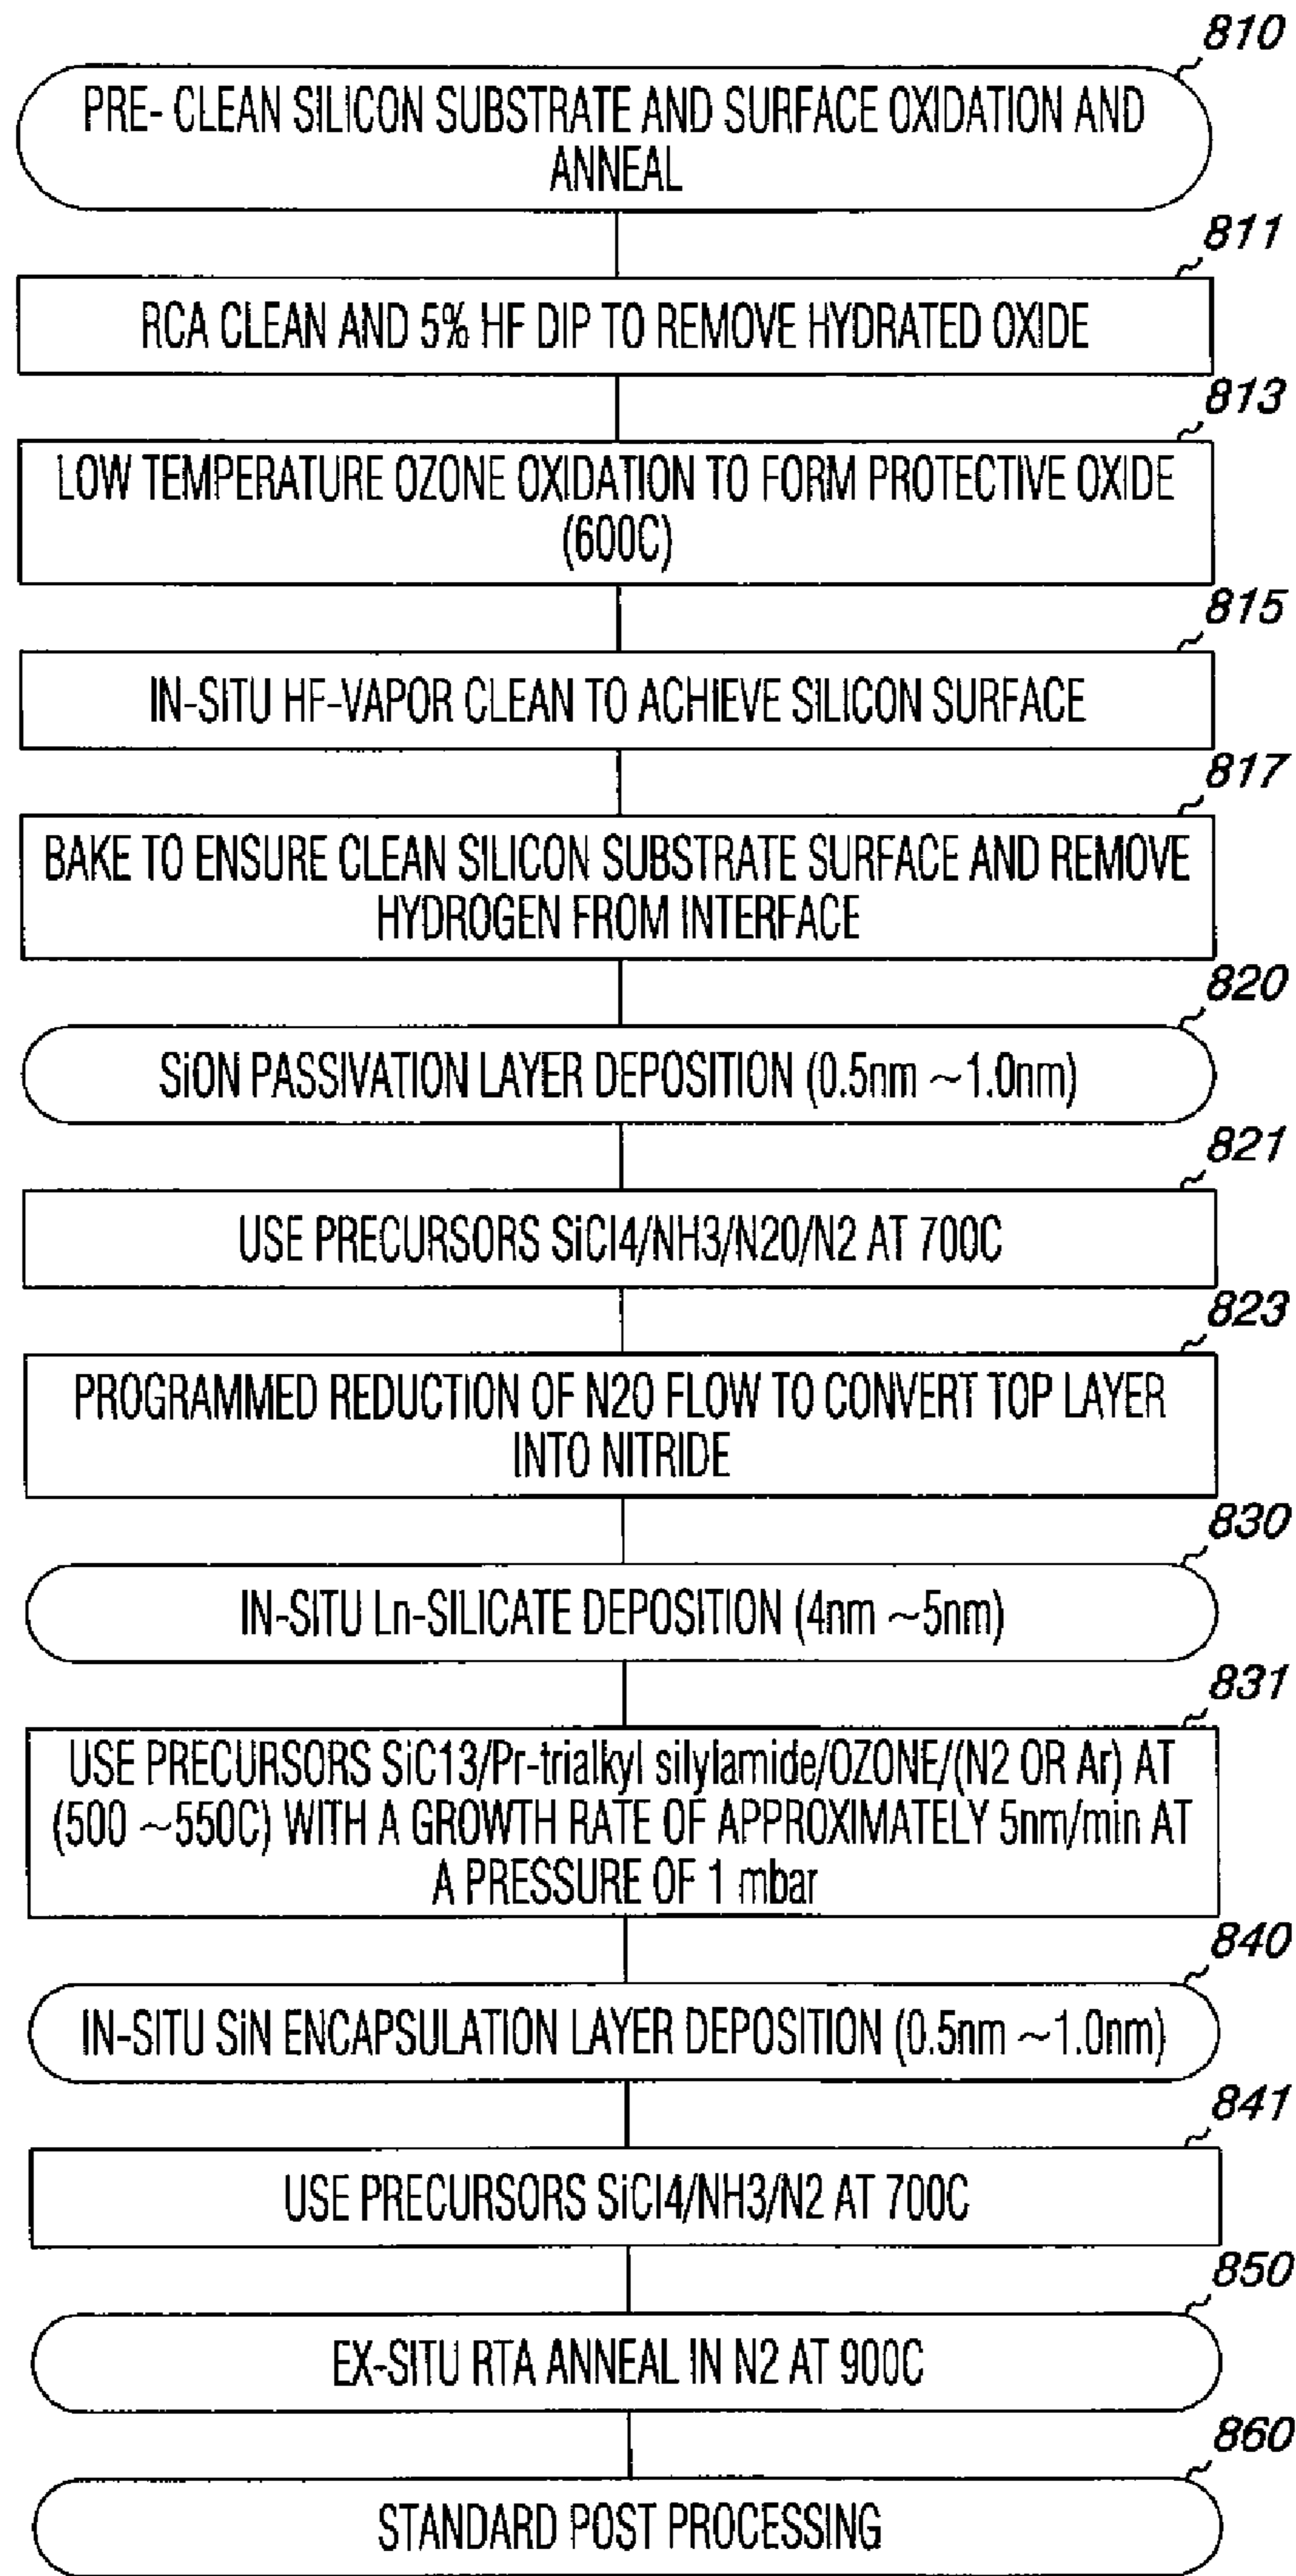 810
PRE- CLEAN SILICON SUBSTRATE AND SURFACE OXIDATION AND
ANNEAL
811
RCA CLEAN AND 5% HF DIP TO REMOVE HYDRATED OXIDE
813
LOW TEMPERATURE OZONE OXIDATION TO FORM PROTECTIVE OXIDE
(600C)
815
IN-SITU HF-VAPOR CLEAN TO ACHIEVE SILICON SURFACE
817
BAKE TO ENSURE CLEAN SILICON SUBSTRATE SURFACE AND REMOVE
HYDROGEN FROM INTERFACE
820
SiON PASSIVATION LAYER DEPOSITION (0.5nm ~1.0nm)
821
USE PRECURSORS SiCl4/NH3/N20/N2 AT 700C
823
PROGRAMMED REDUCTION OF N20 FLOW TO CONVERT TOP LAYER
INTO NITRIDE
830
IN-SITU Ln-SILICATE DEPOSITION (4nm ~5nm)
831
USE PRECURSORS SiC13/Pr-trialkyl silylamide/OZONE/(N2 OR Ar) AT
(500 ~550C) WITH A GROWTH RATE OF APPROXIMATELY 5nm/min AT
A PRESSURE OF 1 mbar
840
IN-SITU SiN ENCAPSULATION LAYER DEPOSITION (0.5nm ~1.0nm)
841
USE PRECURSORS SiCl4/NH3/N2 AT 700C
850
EX-SITU RTA ANNEAL IN N2 AT 900C
860
STANDARD POST PROCESSING